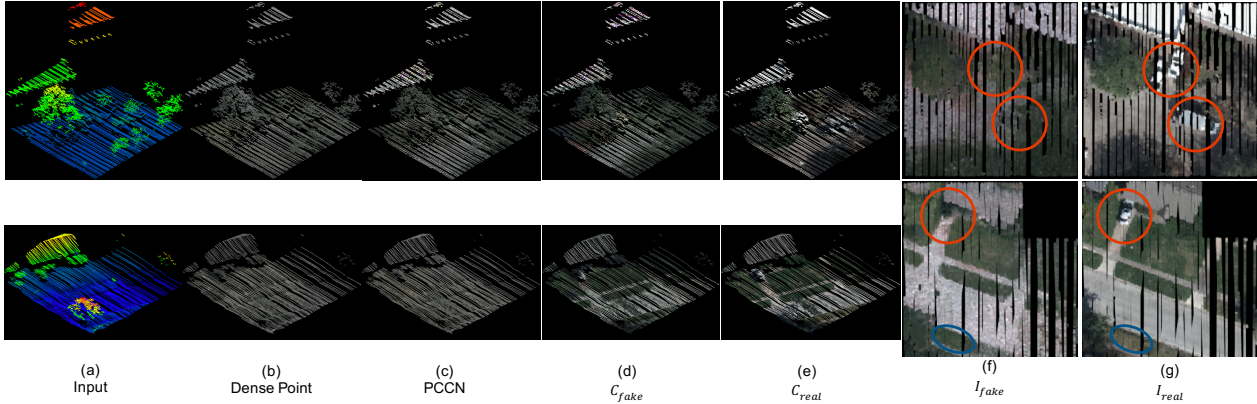 (a)
Input
(b)
Dense Point
(c)
PCCN
(d)
C_fake
(e)
C_real
(f)
I_fake
(g)
I_real